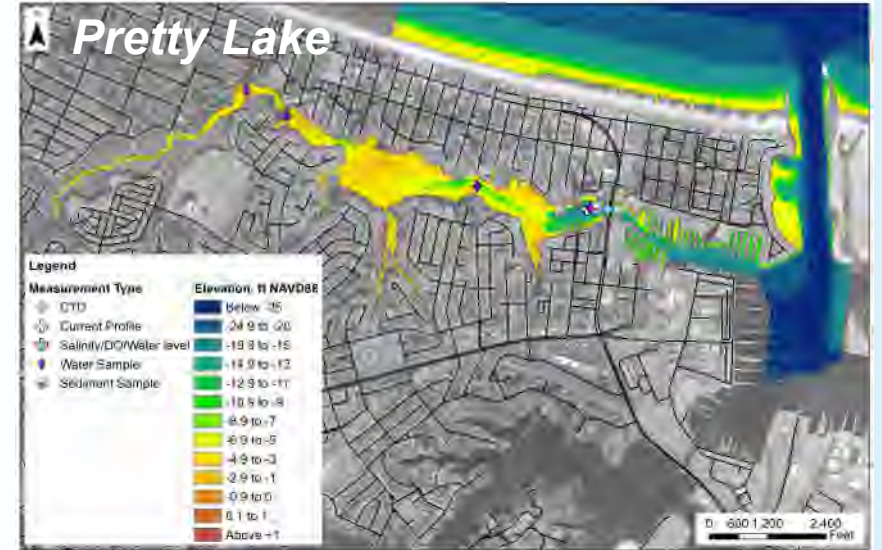 Pretty Lake
Legend
Measurement Type
CTD
Current Profile
Salinity/DO/Water level
Water Sample
Sediment Sample
Elevation, ft NAVD88
Below -25
-24.9 to -20
-19.9 to -15
-14.9 to -13
-12.9 to -11
-10.9 to -9
-8.9 to -7
-6.9 to -5
-4.9 to -3
-2.9 to -1
-0.9 to 0
0.1 to 1
Above +1
0 600 1,200 2,400
Feet